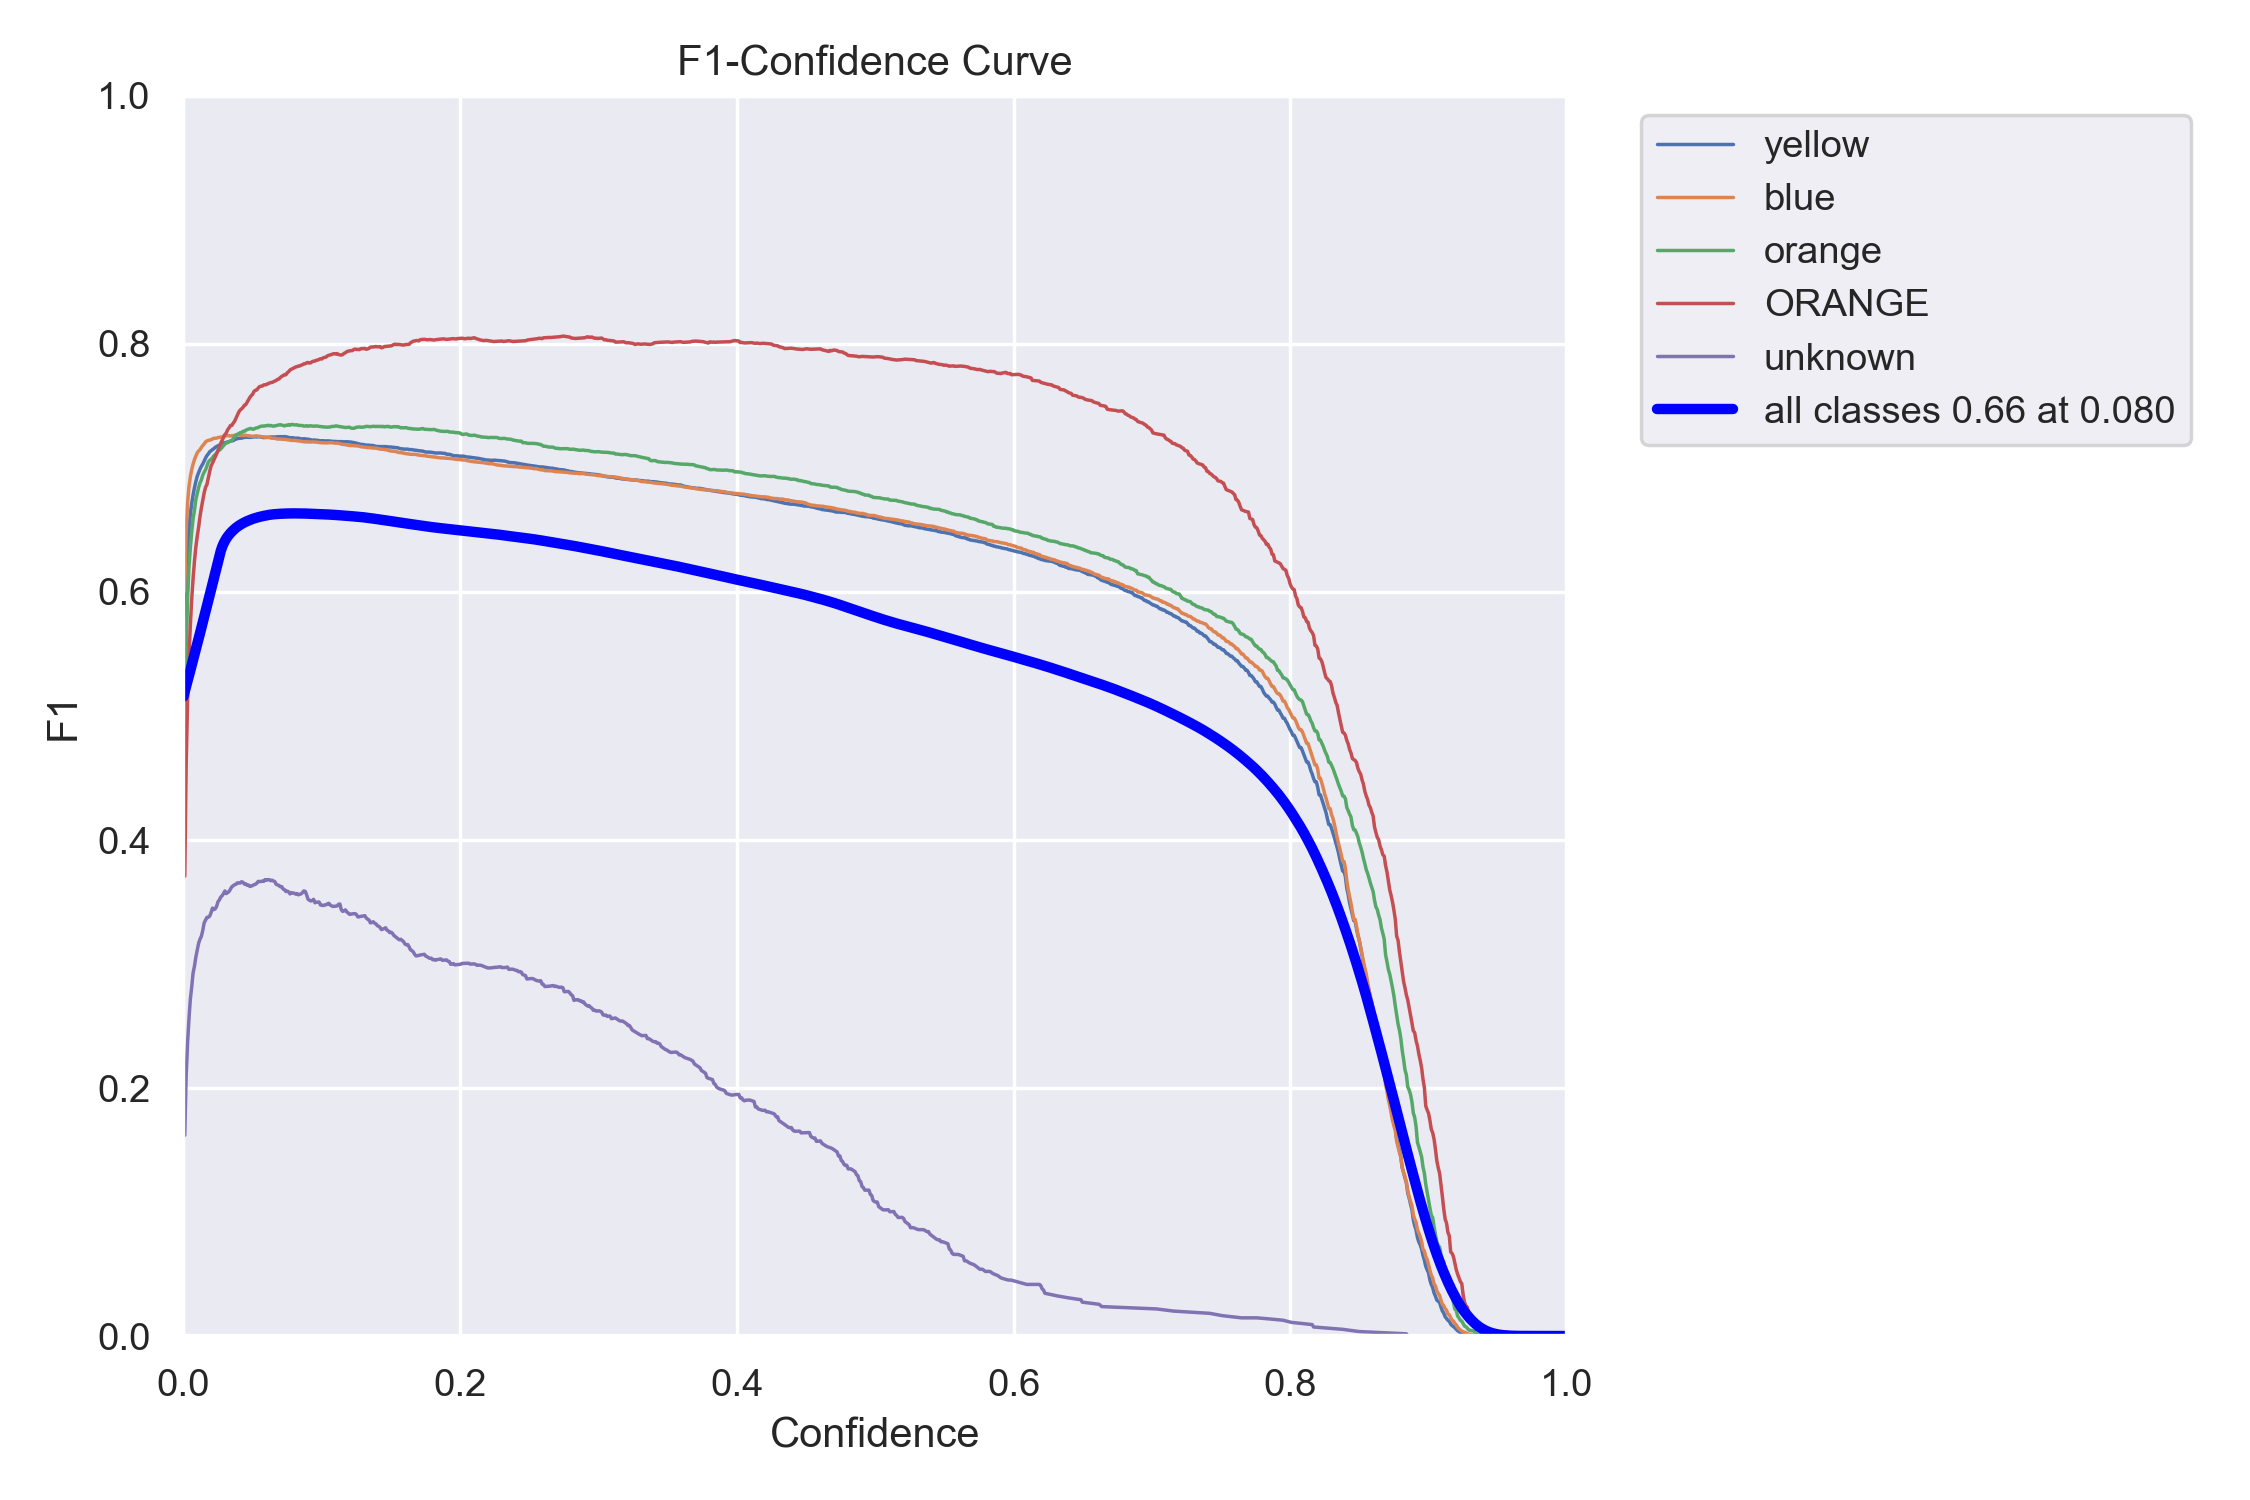 F1-Confidence Curve
1.0
0.8
0.6
0.4
0.2
0.0
F1
0.0 0.2 0.4 0.6 0.8 1.0
Confidence
yellow
blue
orange
ORANGE
unknown
all classes 0.66 at 0.080